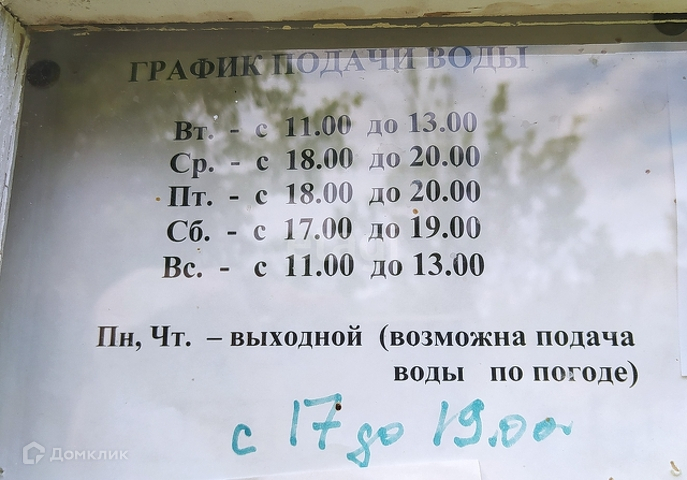 ГРАФИК ПОДАЧИ ВОДЫ
Вт. - с 11.00 до 13.00
Ср. - с 18.00 до 20.00
Пт. - с 18.00 до 20.00
Сб. - с 17.00 до 19.00
Вс. - с 11.00 до 13.00
Пн, Чт. – выходной (возможна подача
воды по погоде)
с 17 до 19.00
Домклик